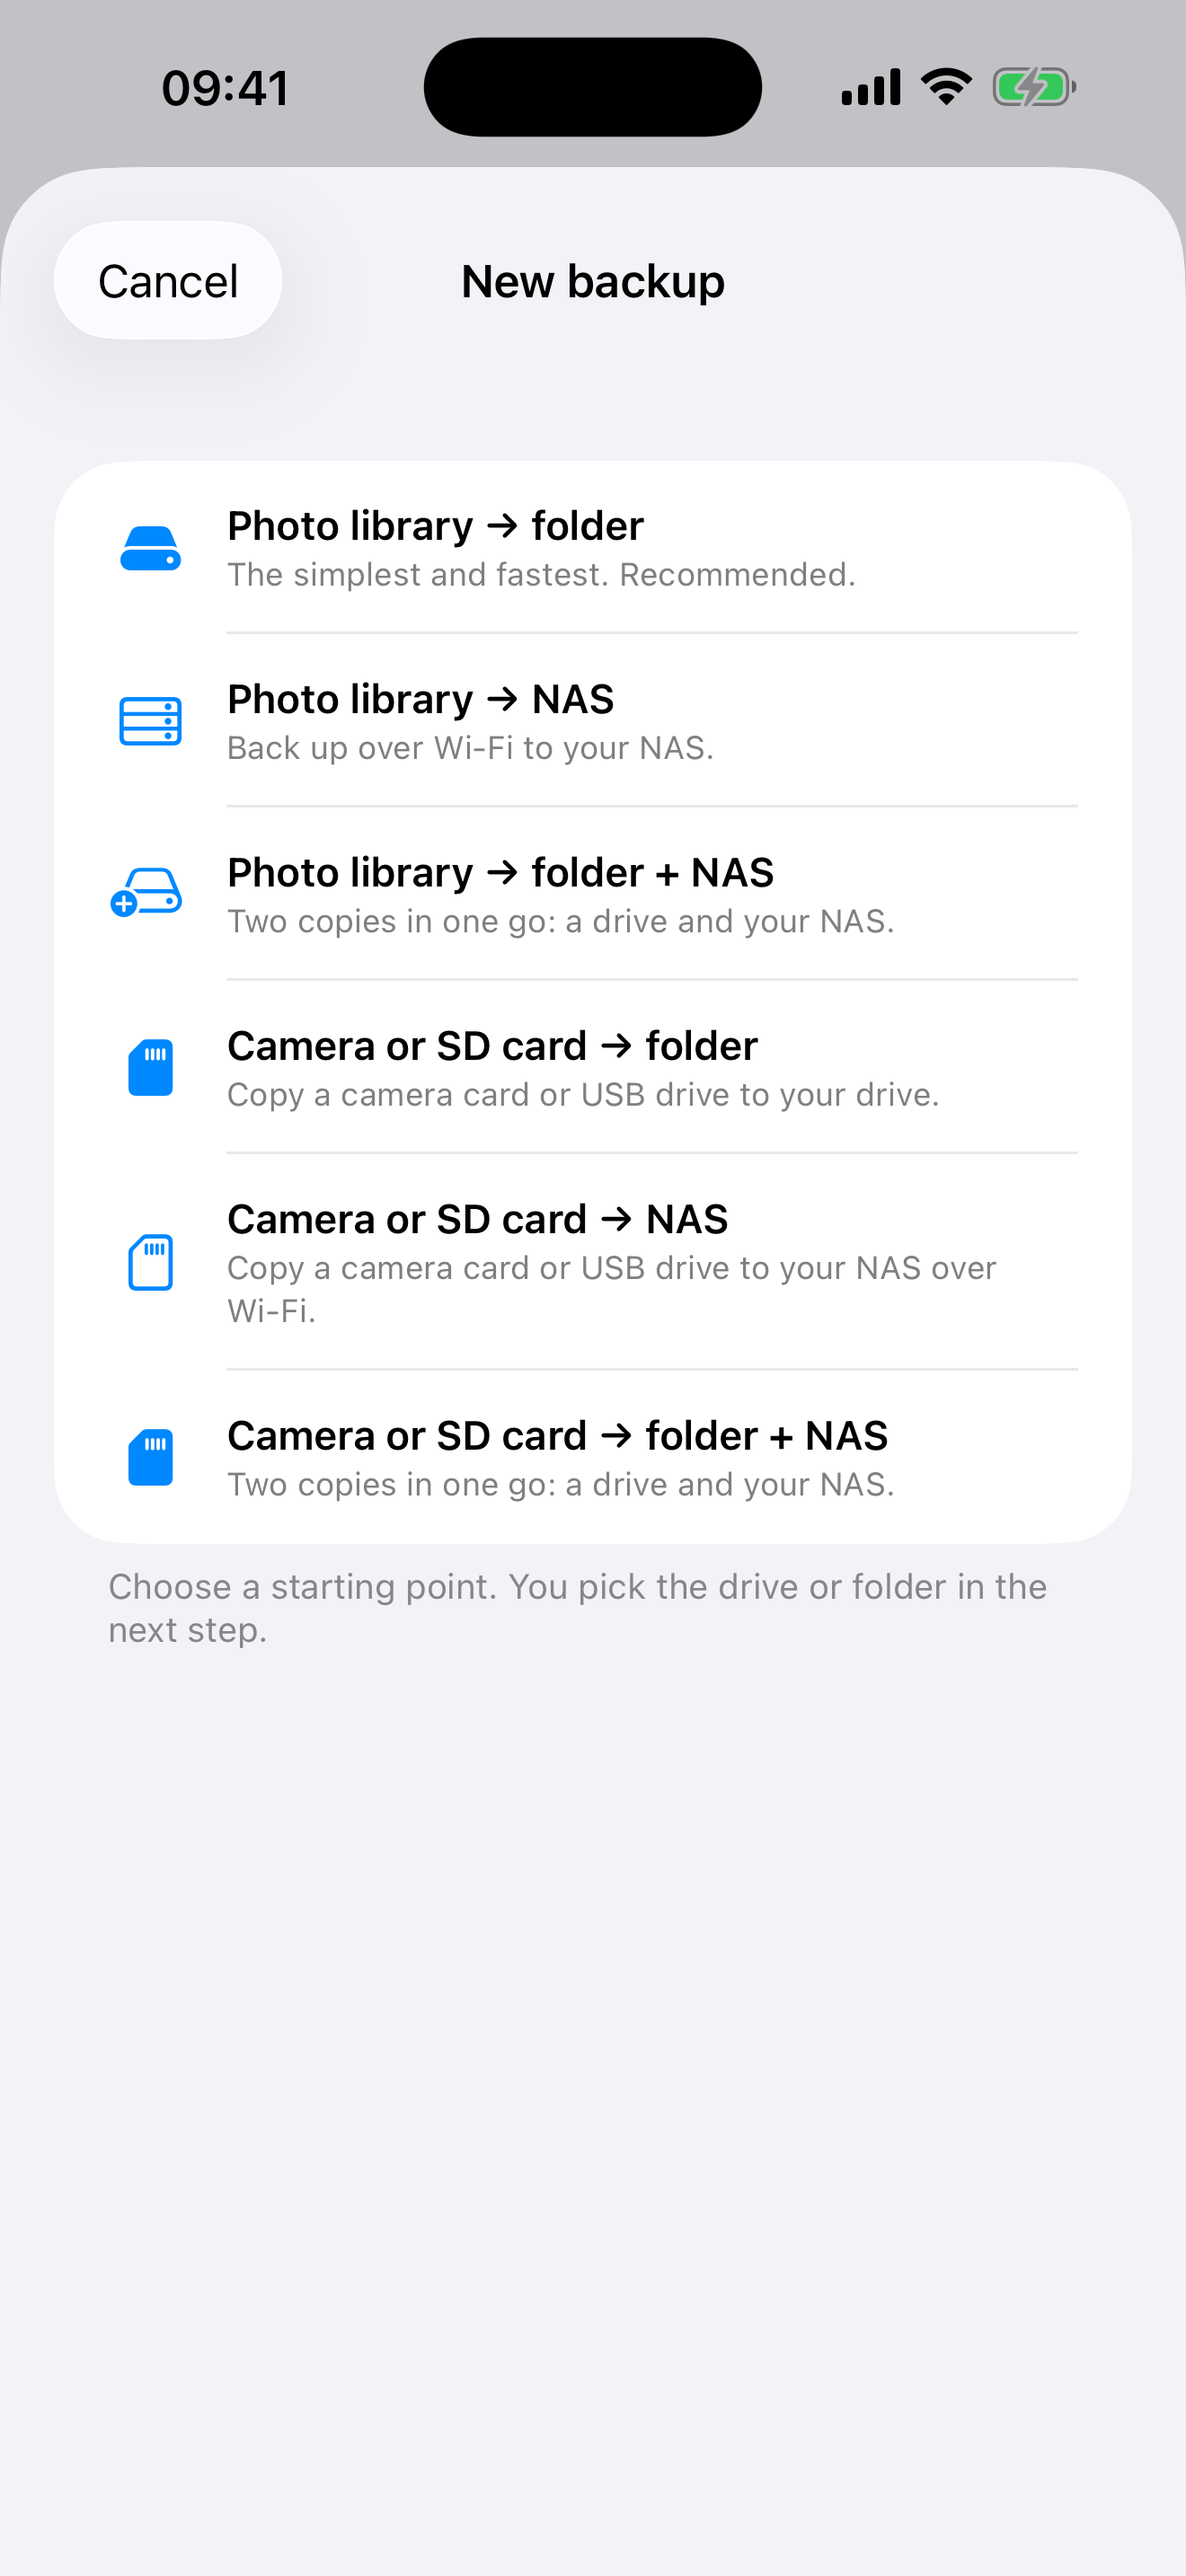 09:41
Cancel
New backup
Photo library → folder
The simplest and fastest. Recommended.
Photo library → NAS
Back up over Wi-Fi to your NAS.
Photo library → folder + NAS
Two copies in one go: a drive and your NAS.
Camera or SD card → folder
Copy a camera card or USB drive to your drive.
Camera or SD card → NAS
Copy a camera card or USB drive to your NAS over
Wi-Fi.
Camera or SD card → folder + NAS
Two copies in one go: a drive and your NAS.
Choose a starting point. You pick the drive or folder in the
next step.